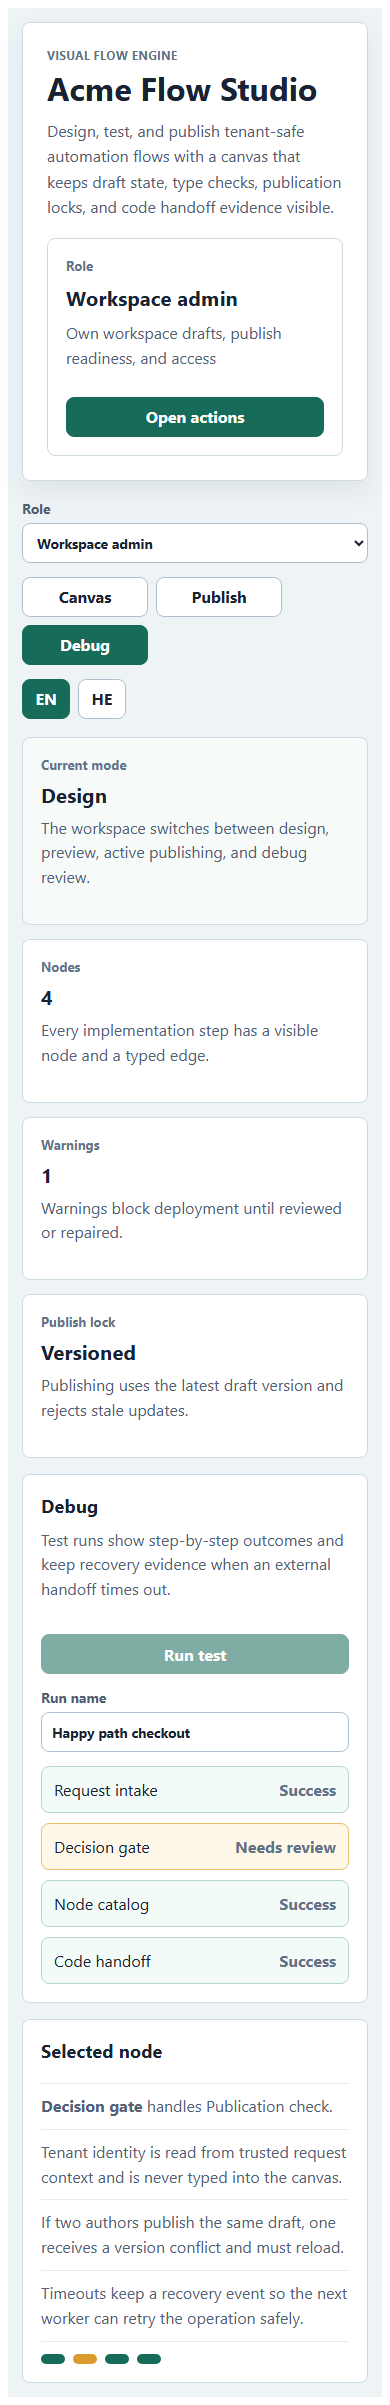 VISUAL FLOW ENGINE
Acme Flow Studio
Design, test, and publish tenant-safe
automation flows with a canvas that
keeps draft state, type checks, publication
locks, and code handoff evidence visible.
Role
Workspace admin
Own workspace drafts, publish
readiness, and access
Open actions
Role
Workspace admin
Canvas
Publish
Debug
EN
HE
Current mode
Design
The workspace switches between design,
preview, active publishing, and debug
review.
Nodes
4
Every implementation step has a visible
node and a typed edge.
Warnings
1
Warnings block deployment until reviewed
or repaired.
Publish lock
Versioned
Publishing uses the latest draft version and
rejects stale updates.
Debug
Test runs show step-by-step outcomes and
keep recovery evidence when an external
handoff times out.
Run test
Run name
Happy path checkout
Request intake Success
Decision gate Needs review
Node catalog Success
Code handoff Success
Selected node
Decision gate handles Publication check.
Tenant identity is read from trusted request
context and is never typed into the canvas.
If two authors publish the same draft, one
receives a version conflict and must reload.
Timeouts keep a recovery event so the next
worker can retry the operation safely.